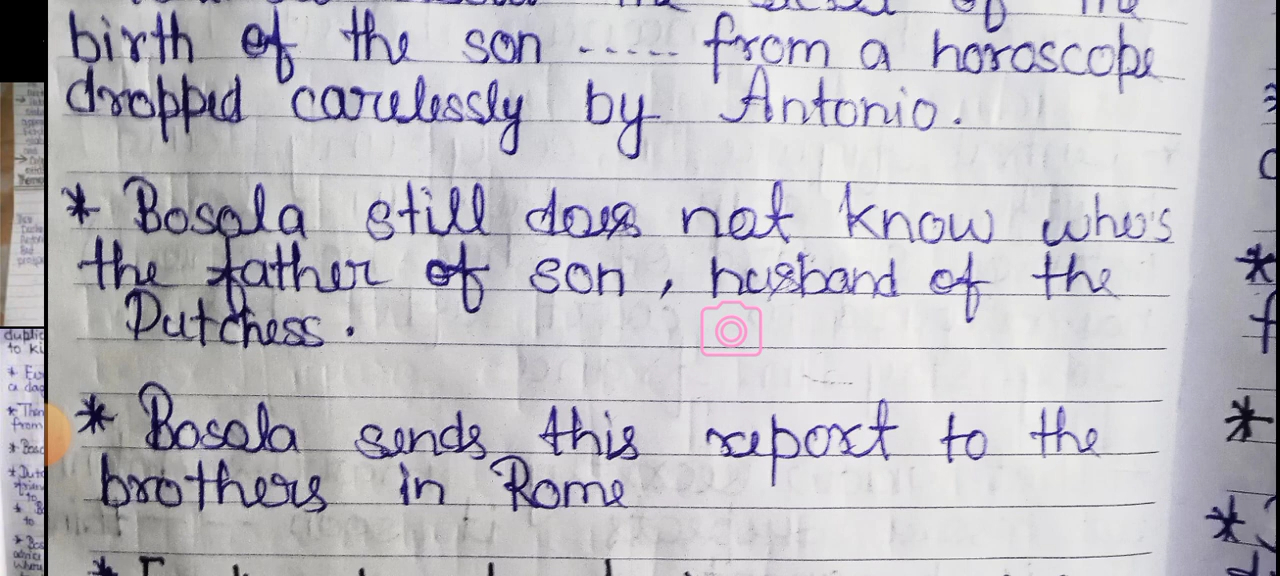 birth of the son ..... from a horoscope
dropped carelessly by Antonio.
* Bosola still does not know who's
the father of son, husband of the
Dutchess.
* Bosola sends this report to the
brothers in Rome